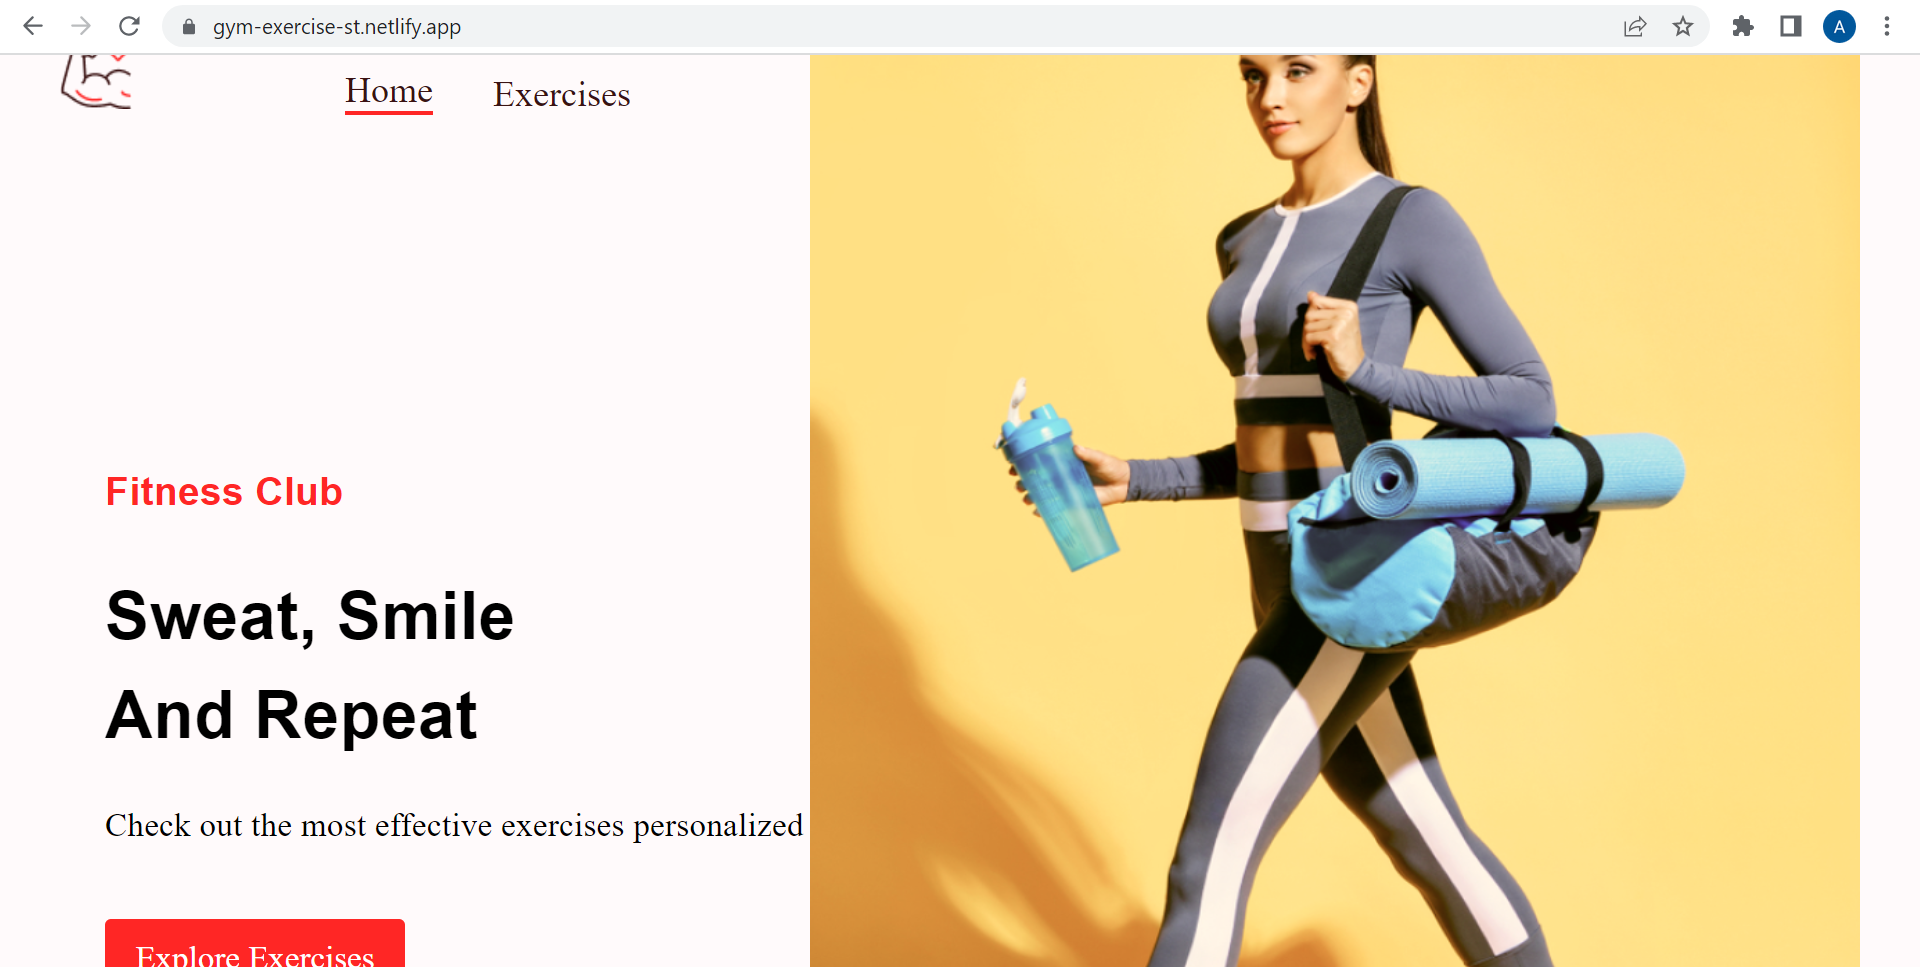 gym-exercise-st.netlify.app
A
Home
Exercises
Fitness Club
Sweat, Smile
And Repeat
Check out the most effective exercises personalized
Explore Exercises